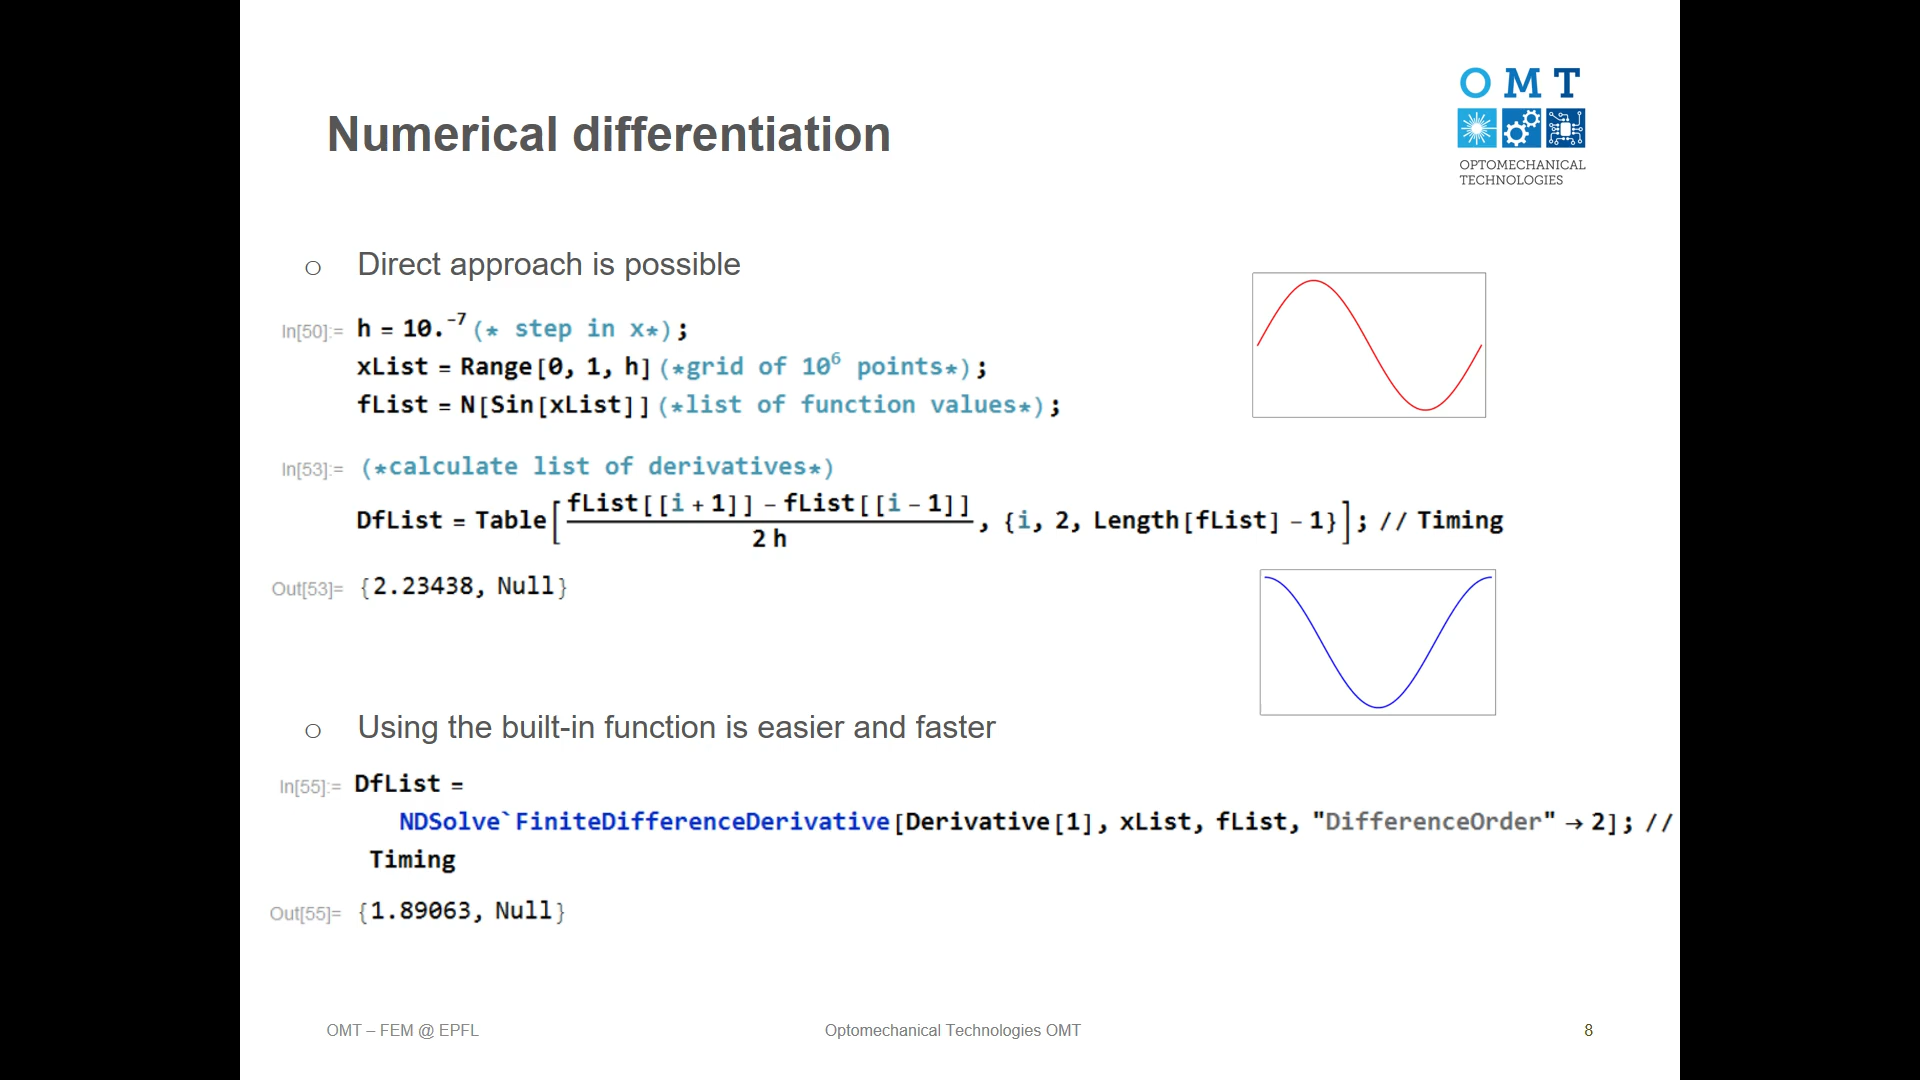 O M T
OPTOMECHANICAL
TECHNOLOGIES
Numerical differentiation
○ Direct approach is possible
In[50]:= h = 10.^-7 (* step in x*);
xList = Range[0, 1, h] (*grid of 10^6 points*);
fList = N[Sin[xList]] (*list of function values*);
In[53]:= (*calculate list of derivatives*)
DfList = Table[(fList[[i + 1]] - fList[[i - 1]])/(2 h), {i, 2, Length[fList] - 1}]; // Timing
Out[53]= {2.23438, Null}
○ Using the built-in function is easier and faster
In[55]:= DfList =
NDSolve`FiniteDifferenceDerivative[Derivative[1], xList, fList, "DifferenceOrder" → 2]; //
Timing
Out[55]= {1.89063, Null}
OMT – FEM @ EPFL
Optomechanical Technologies OMT
8